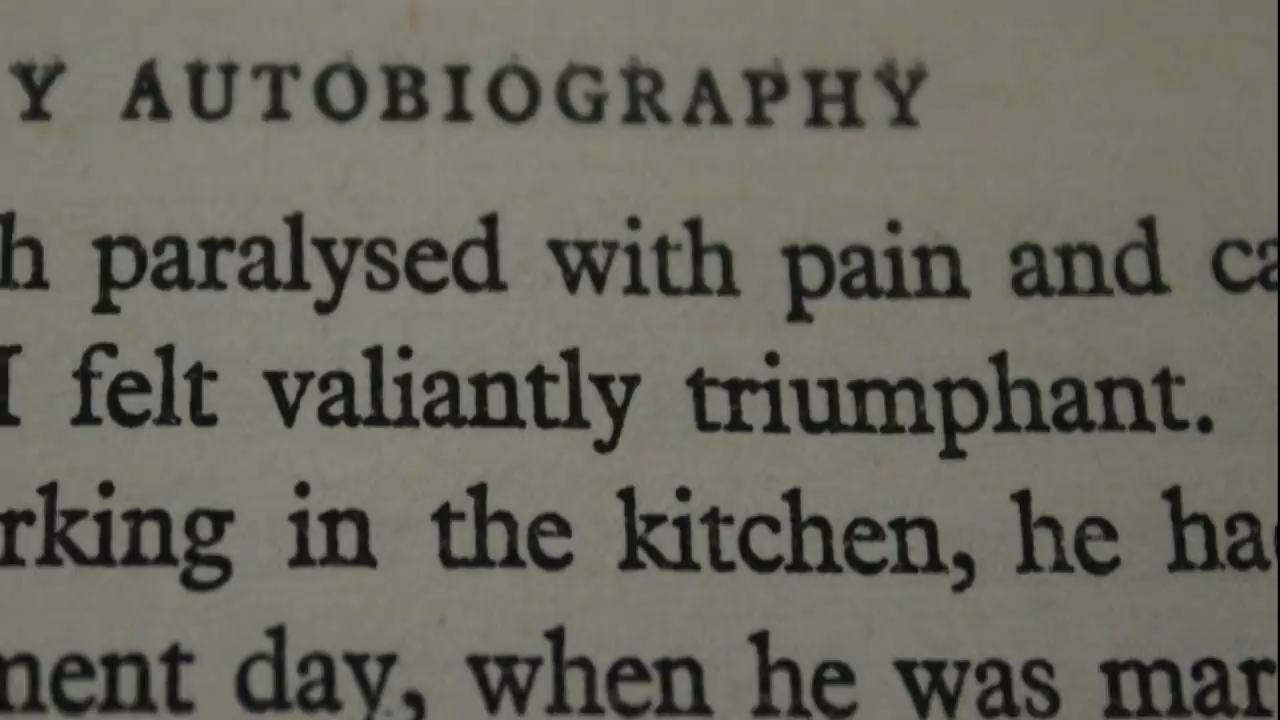 Y AUTOBIOGRAPHY
h paralysed with pain and ca
I felt valiantly triumphant.
rking in the kitchen, he ha
ment day, when he was mar